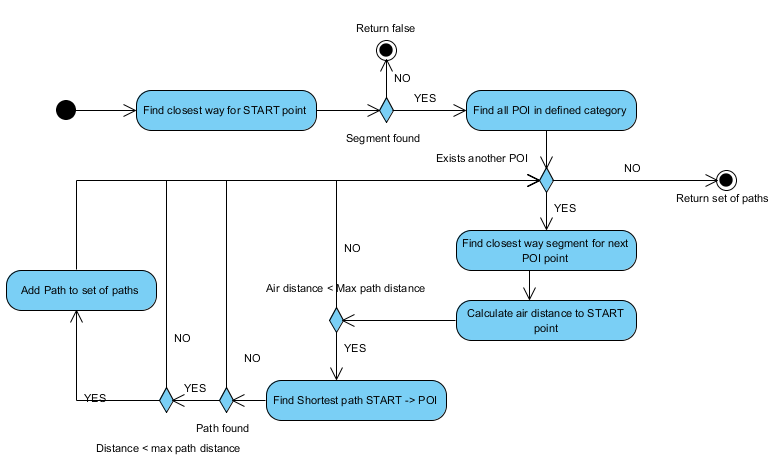 Return false
NO
Find closest way for START point
YES
Find all POI in defined category
Segment found
Exists another POI
NO
Return set of paths
YES
Find closest way segment for next
POI point
NO
Add Path to set of paths
Air distance < Max path distance
Calculate air distance to START
point
NO
YES
NO
YES
YES
Find Shortest path START -> POI
Path found
Distance < max path distance